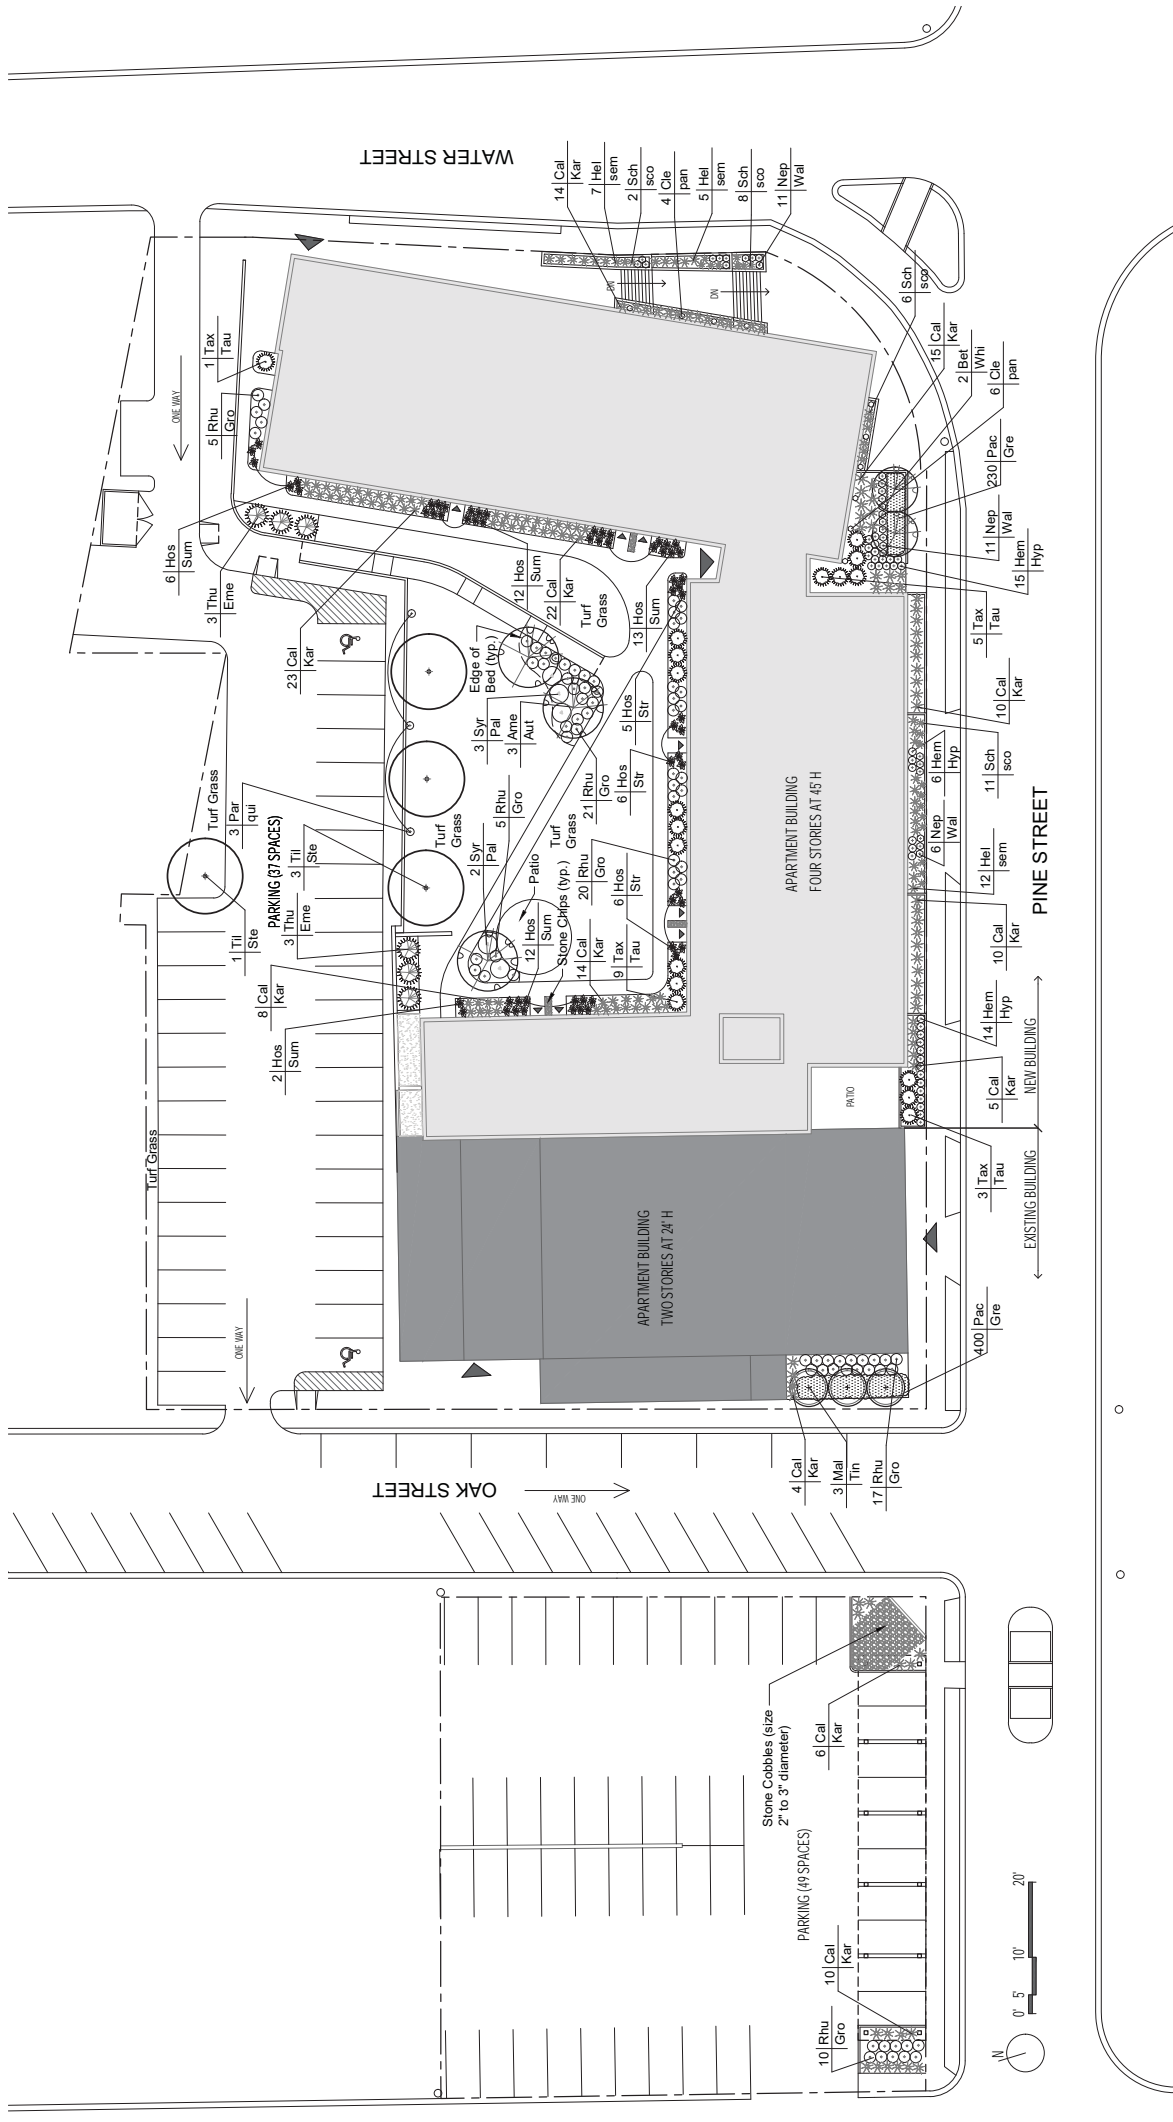 WATER STREET
14 Cal
Kar
7 Hel
sem
2 Sch
sco
4 Cle
pan
5 Hel
sem
8 Sch
sco
11 Nep
Wal
6 Sch
sco
15 Cal
Kar
2 Bet
Whi
6 Cle
pan
230 Pac
Gre
11 Nep
Wal
15 Hem
Hyp
5 Tax
Tau
10 Cal
Kar
6 Hem
Hyp
11 Sch
sco
6 Nep
Wal
12 Hel
sem
10 Cal
Kar
14 Hem
Hyp
5 Cal
Kar
3 Tax
Tau
400 Pac
Gre
DN
DN
ONE WAY
1 Tax
Tau
5 Rhu
Gro
6 Hos
Sum
3 Thu
Eme
23 Cal
Kar
12 Hos
Sum
22 Cal
Kar
Turf
Grass
13 Hos
Sum
Edge of
Bed (typ.)
3 Syr
Pal
3 Ame
Aut
5 Hos
Str
21 Rhu
Gro
6 Hos
Str
5 Rhu
Gro
2 Syr
Pal
Turf
Grass
Turf
Grass
Patio
20 Rhu
Gro
6 Hos
Str
Stone Chips (typ.)
12 Hos
Sum
14 Cal
Kar
9 Tax
Tau
Turf Grass
3 Par
qui
PARKING (37 SPACES)
3 Til
Ste
3 Thu
Eme
1 Til
Ste
8 Cal
Kar
2 Hos
Sum
Turf Grass
ONE WAY
APARTMENT BUILDING
FOUR STORIES AT 45' H
PATIO
APARTMENT BUILDING
TWO STORIES AT 24' H
PINE STREET
NEW BUILDING
EXISTING BUILDING
OAK STREET
ONE WAY
4 Cal
Kar
3 Mal
Tin
17 Rhu
Gro
Stone Cobbles (size
2" to 3" diameter)
6 Cal
Kar
PARKING (49 SPACES)
10 Cal
Kar
10 Rhu
Gro
0' 5' 10' 20'
N